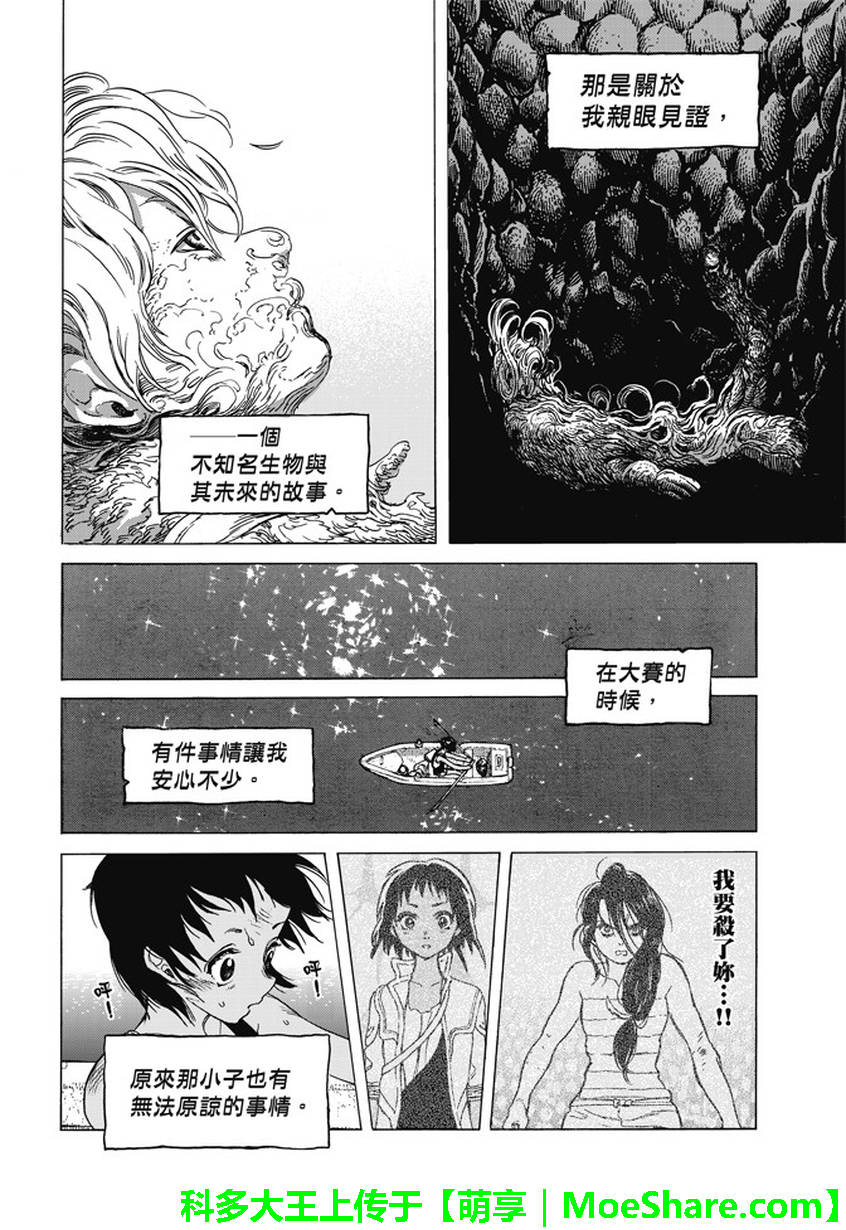 那是關於
我親眼見證，
——一個
不知名生物與
其未來的故事。
在大賽的
時候，
有件事情讓我
安心不少。
我要殺了妳…!!
呯!
呯!
原來那小子也有
無法原諒的事情。
科多大王上传于【萌享｜MoeShare.com】